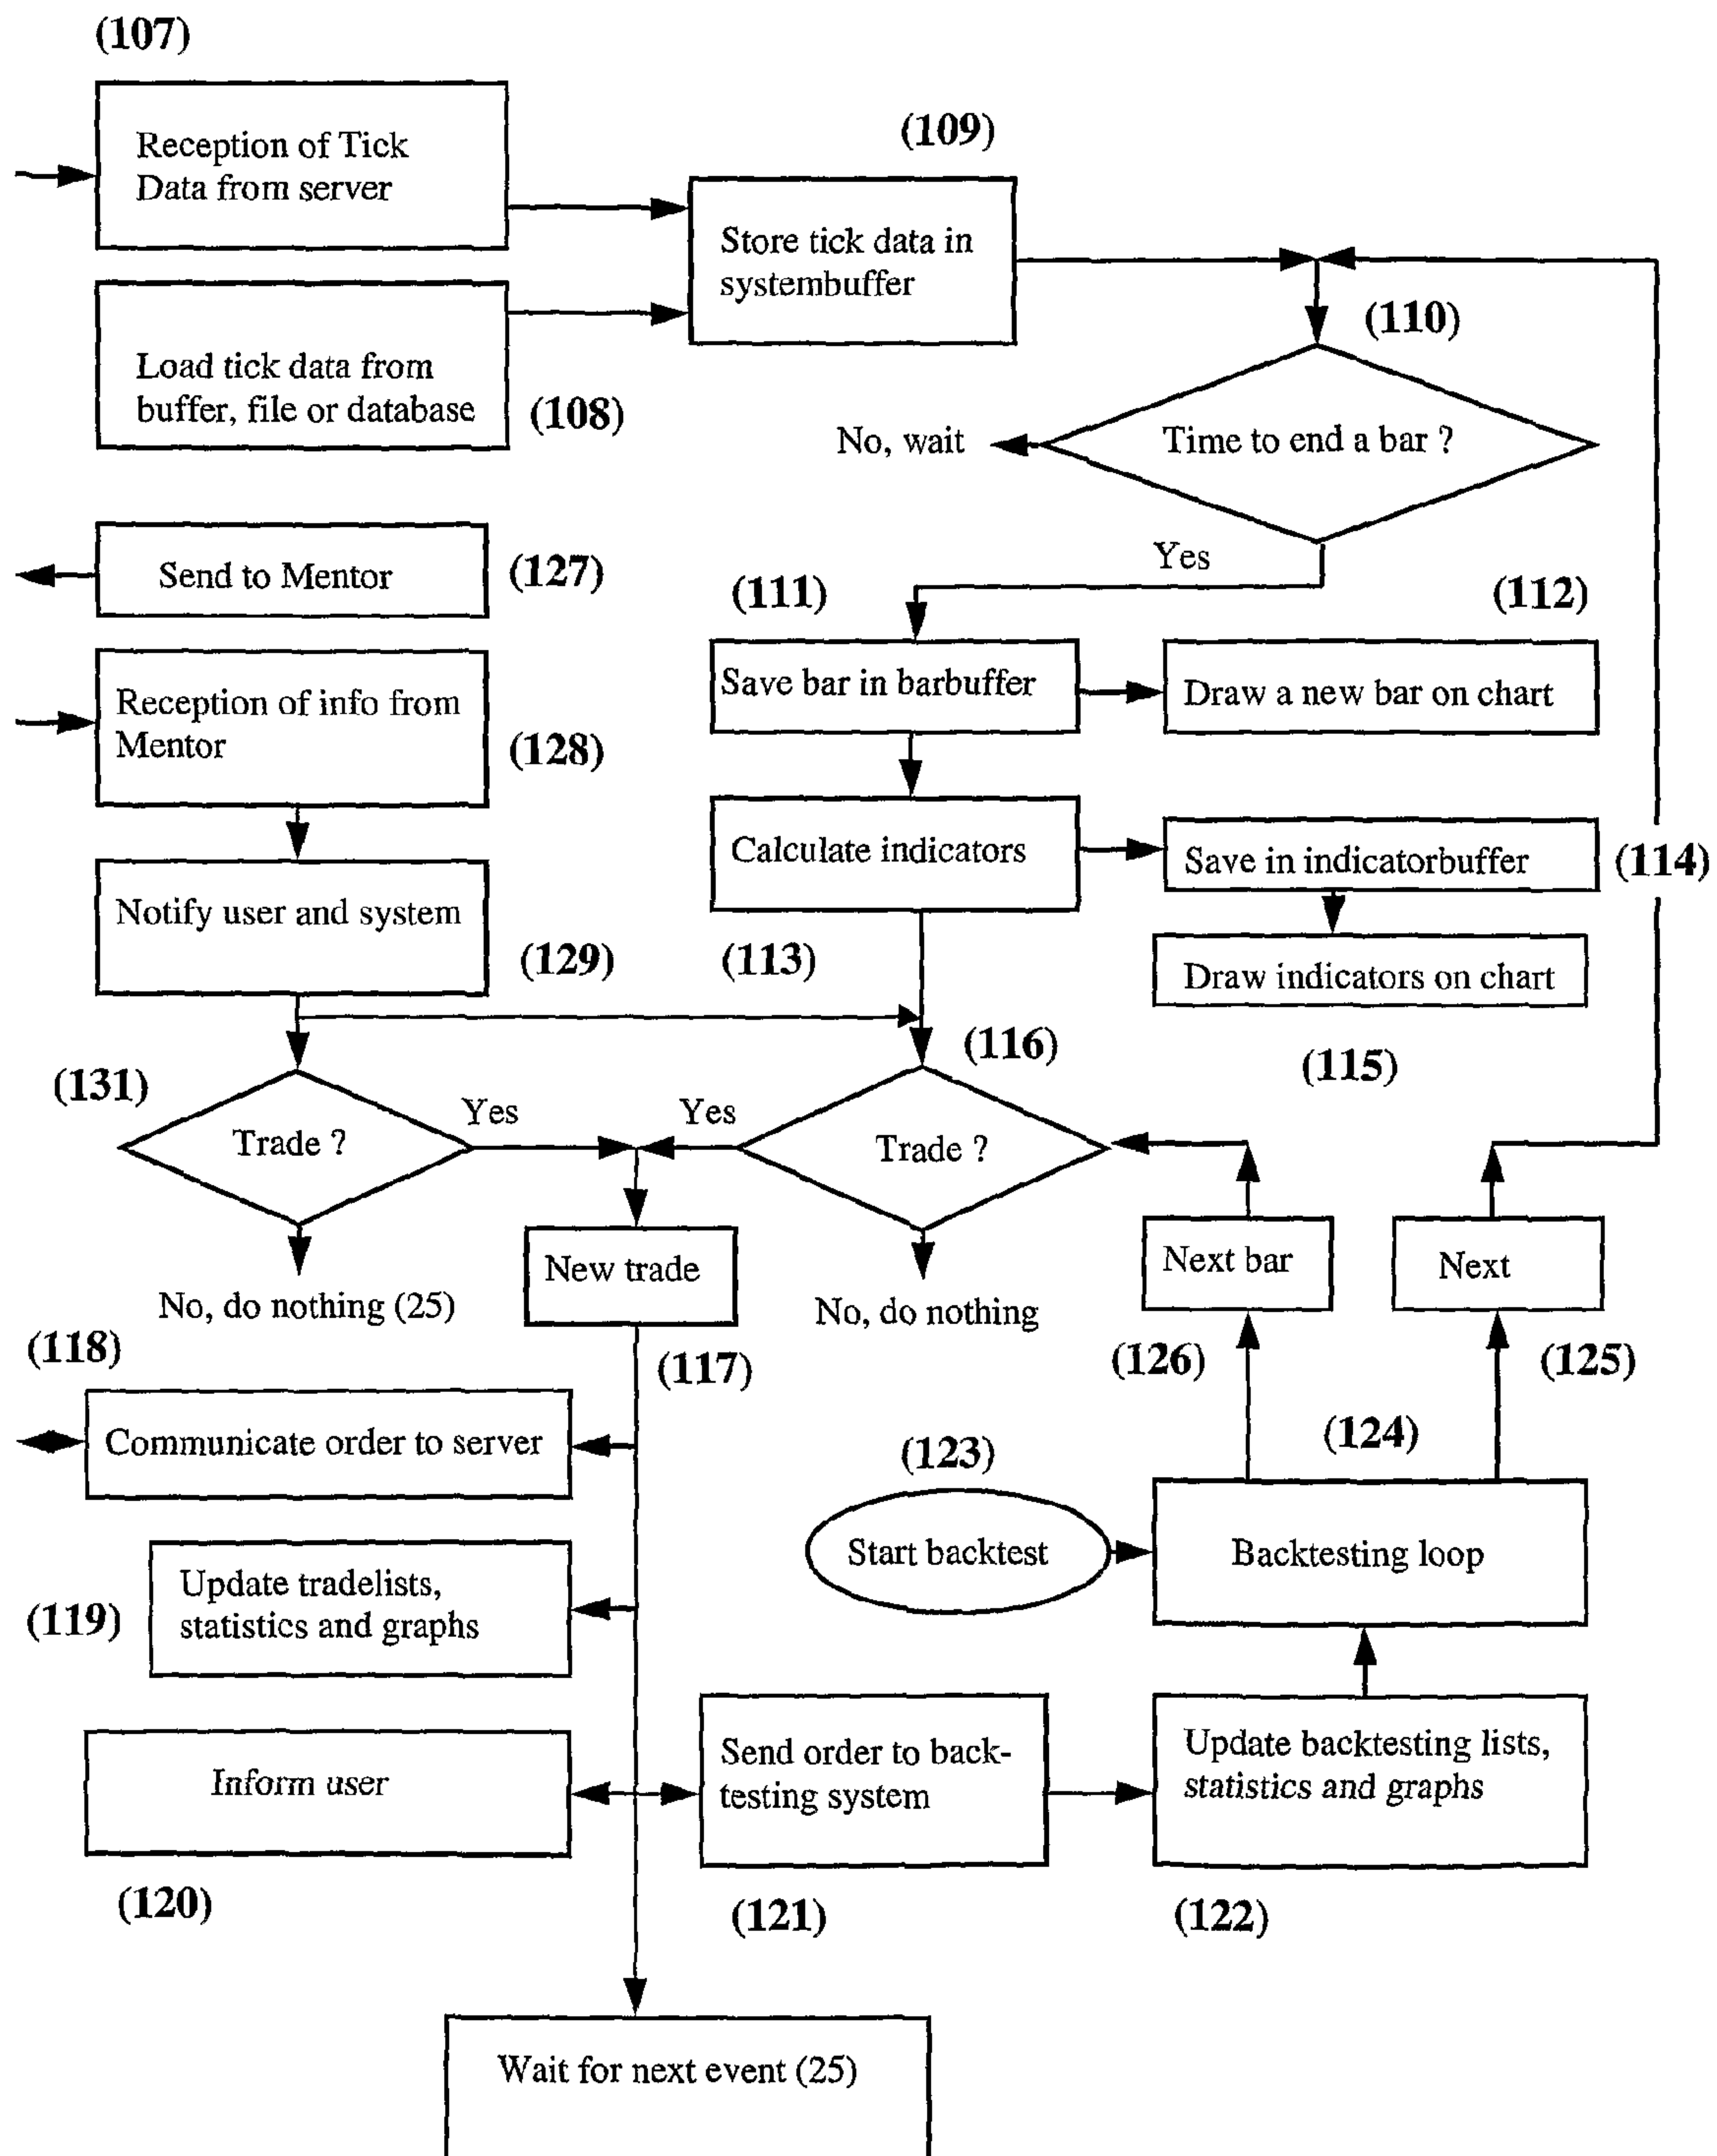 (107)
Reception of Tick
Data from server
(109)
Store tick data in
systembuffer
(110)
Load tick data from
buffer, file or database
(108)
No, wait
Time to end a bar ?
Yes
Send to Mentor
(127)
(111)
(112)
Save bar in barbuffer
Draw a new bar on chart
Reception of info from
Mentor
(128)
Calculate indicators
Save in indicatorbuffer
(114)
Notify user and system
(129)
(113)
Draw indicators on chart
(116)
(115)
(131)
Trade ?
Yes
Yes
Trade ?
New trade
Next bar
Next
No, do nothing (25)
No, do nothing
(118)
(117)
(126)
(125)
Communicate order to server
(124)
(123)
Start backtest
Backtesting loop
Update tradelists,
statistics and graphs
(119)
Inform user
Send order to back-
testing system
Update backtesting lists,
statistics and graphs
(120)
(121)
(122)
Wait for next event (25)